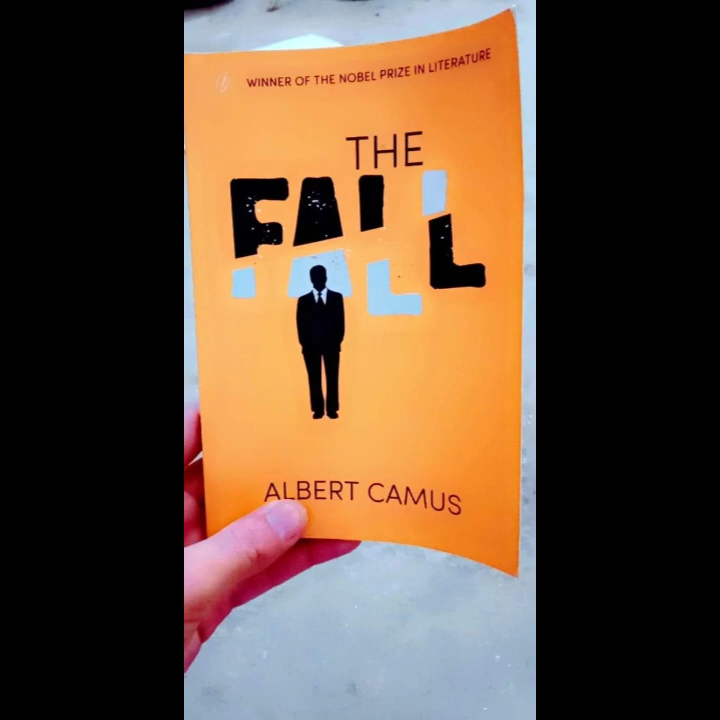 WINNER OF THE NOBEL PRIZE IN LITERATURE
THE
FALL
ALBERT CAMUS